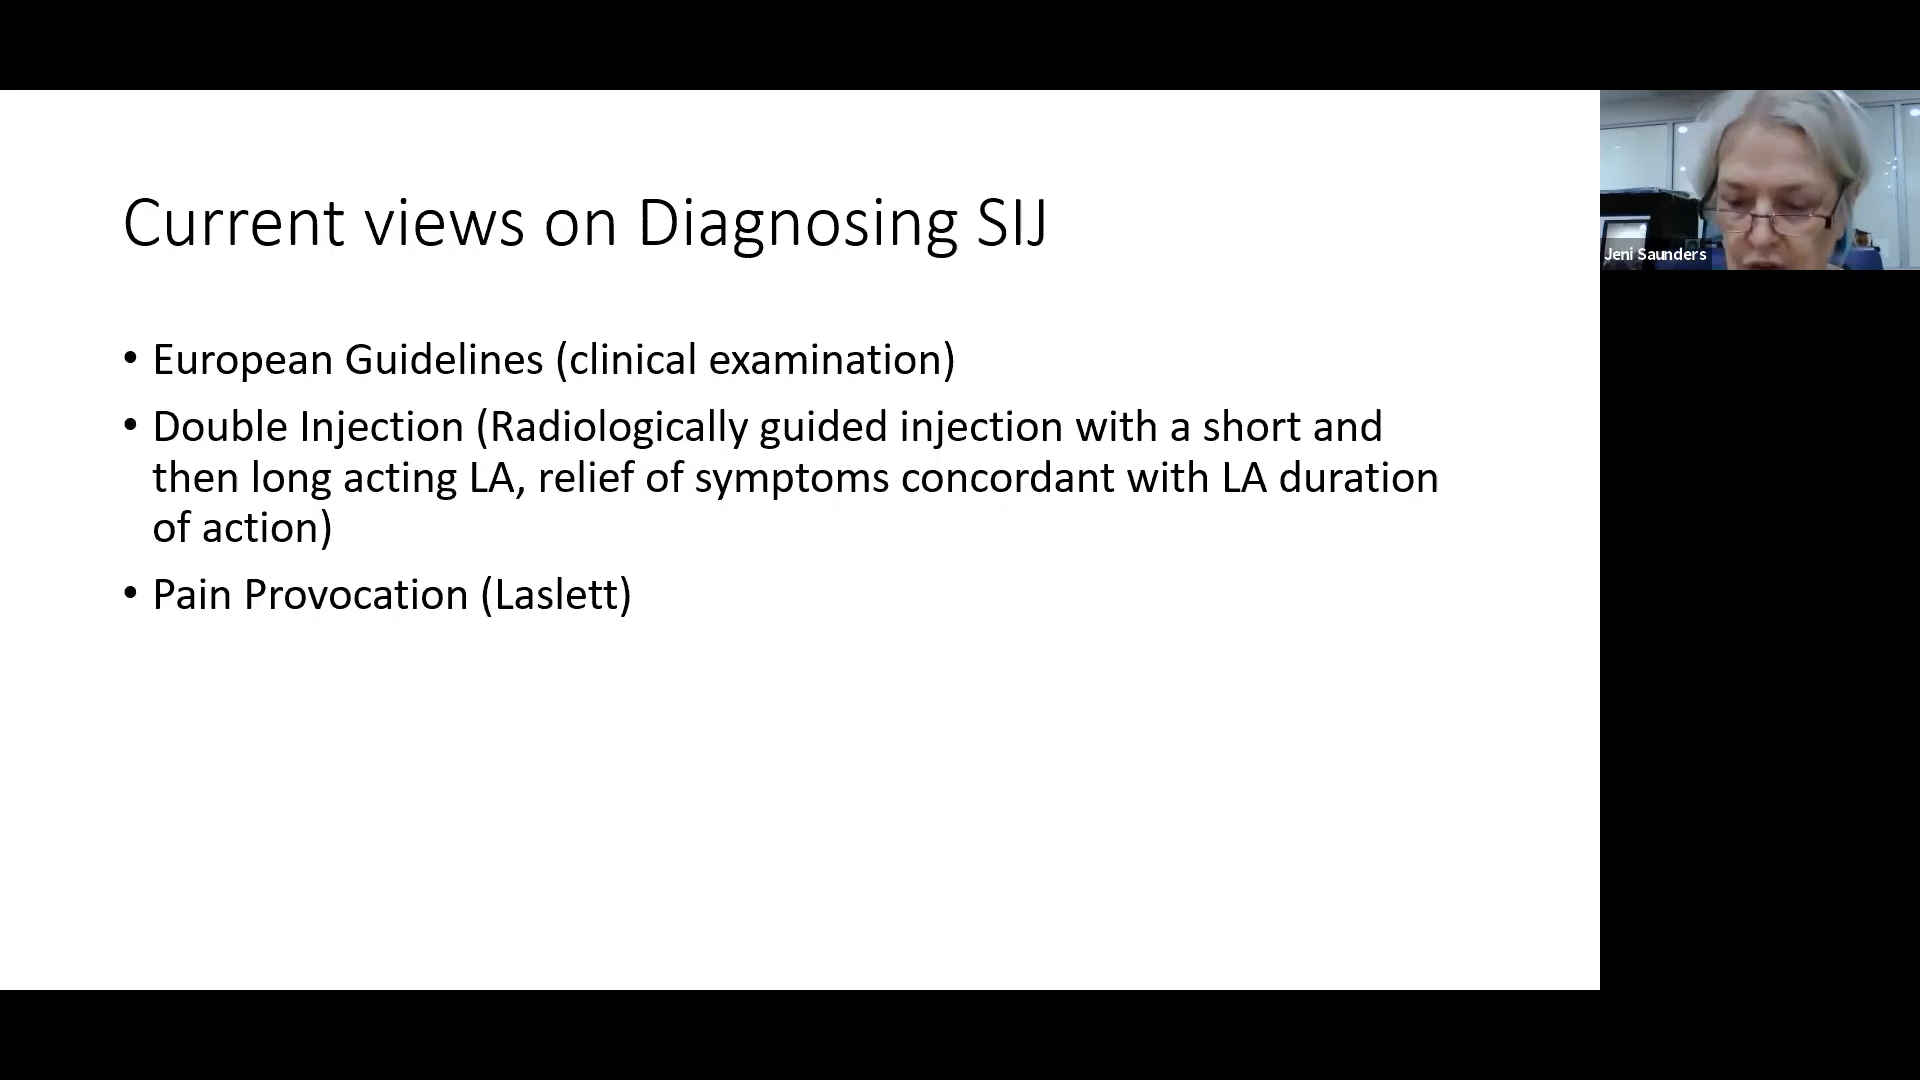 Current views on Diagnosing SIJ
• European Guidelines (clinical examination)
• Double Injection (Radiologically guided injection with a short and
then long acting LA, relief of symptoms concordant with LA duration
of action)
• Pain Provocation (Laslett)
Jeni Saunders